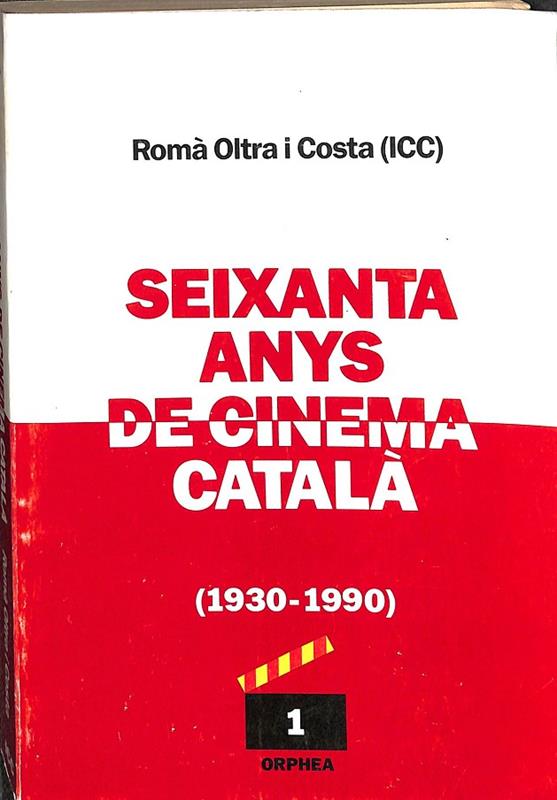 Romà Oltra i Costa (ICC)
SEIXANTA
ANYS
DE CINEMA
CATALÀ
(1930-1990)
1
ORPHEA